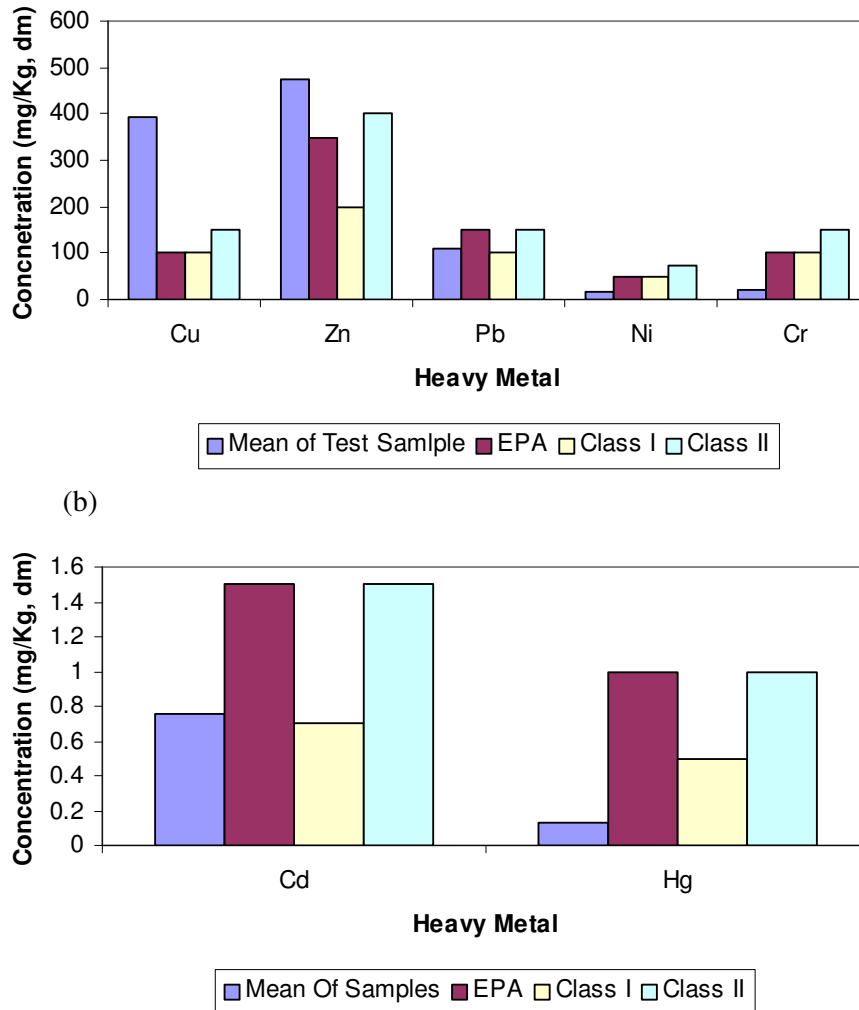 600
500
400
300
200
100
0
Concnetration (mg/Kg, dm)
Cu Zn Pb Ni Cr
Heavy Metal
Mean of Test Samlple EPA Class I Class II
(b)
1.6
1.4
1.2
1
0.8
0.6
0.4
0.2
0
Concentration (mg/Kg, dm)
Cd Hg
Heavy Metal
Mean Of Samples EPA Class I Class II